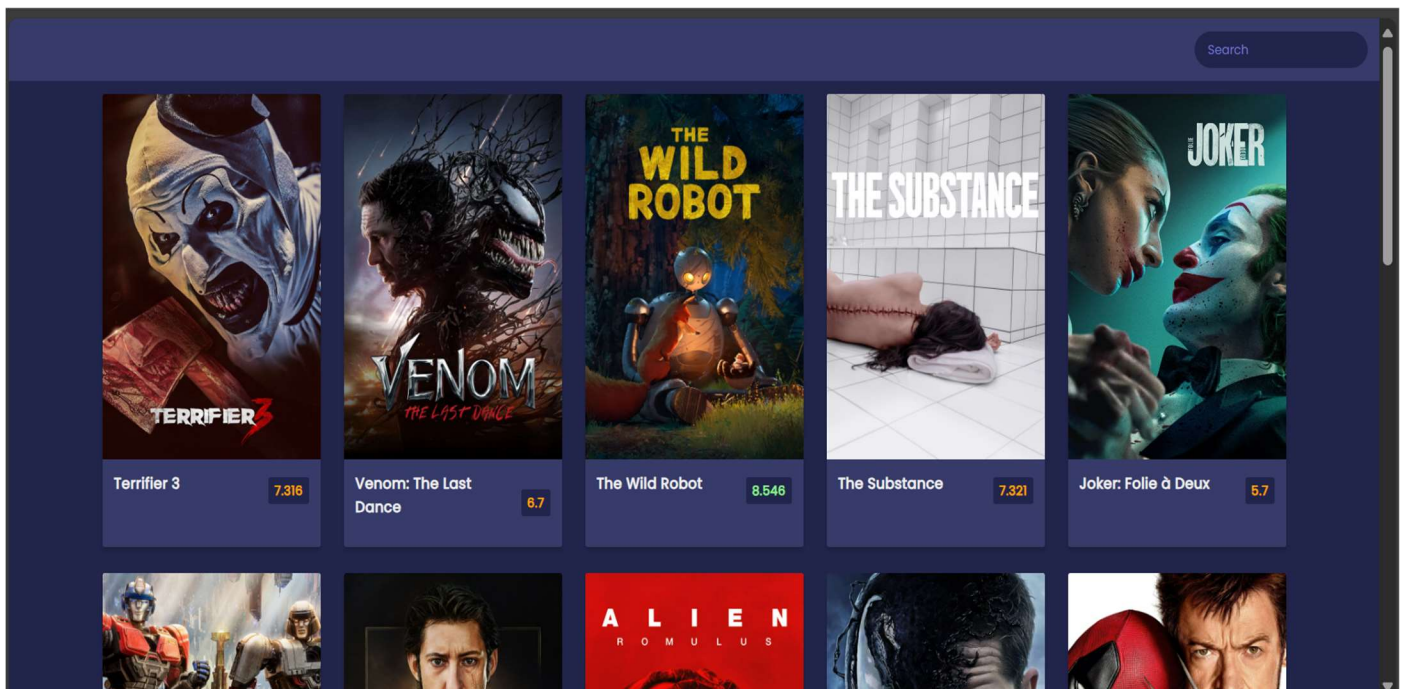 Search
THE
WILD
ROBOT
THE SUBSTANCE
JOKER
TERRIFIER 3
VENOM
THE LAST DANCE
Terrifier 3
7.316
Venom: The Last
Dance
6.7
The Wild Robot
8.546
The Substance
7.321
Joker: Folie à Deux
5.7
ALIEN
ROMULUS